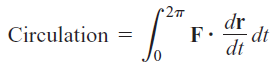 Circulation = ∫₀^{2π} F · dr/dt dt